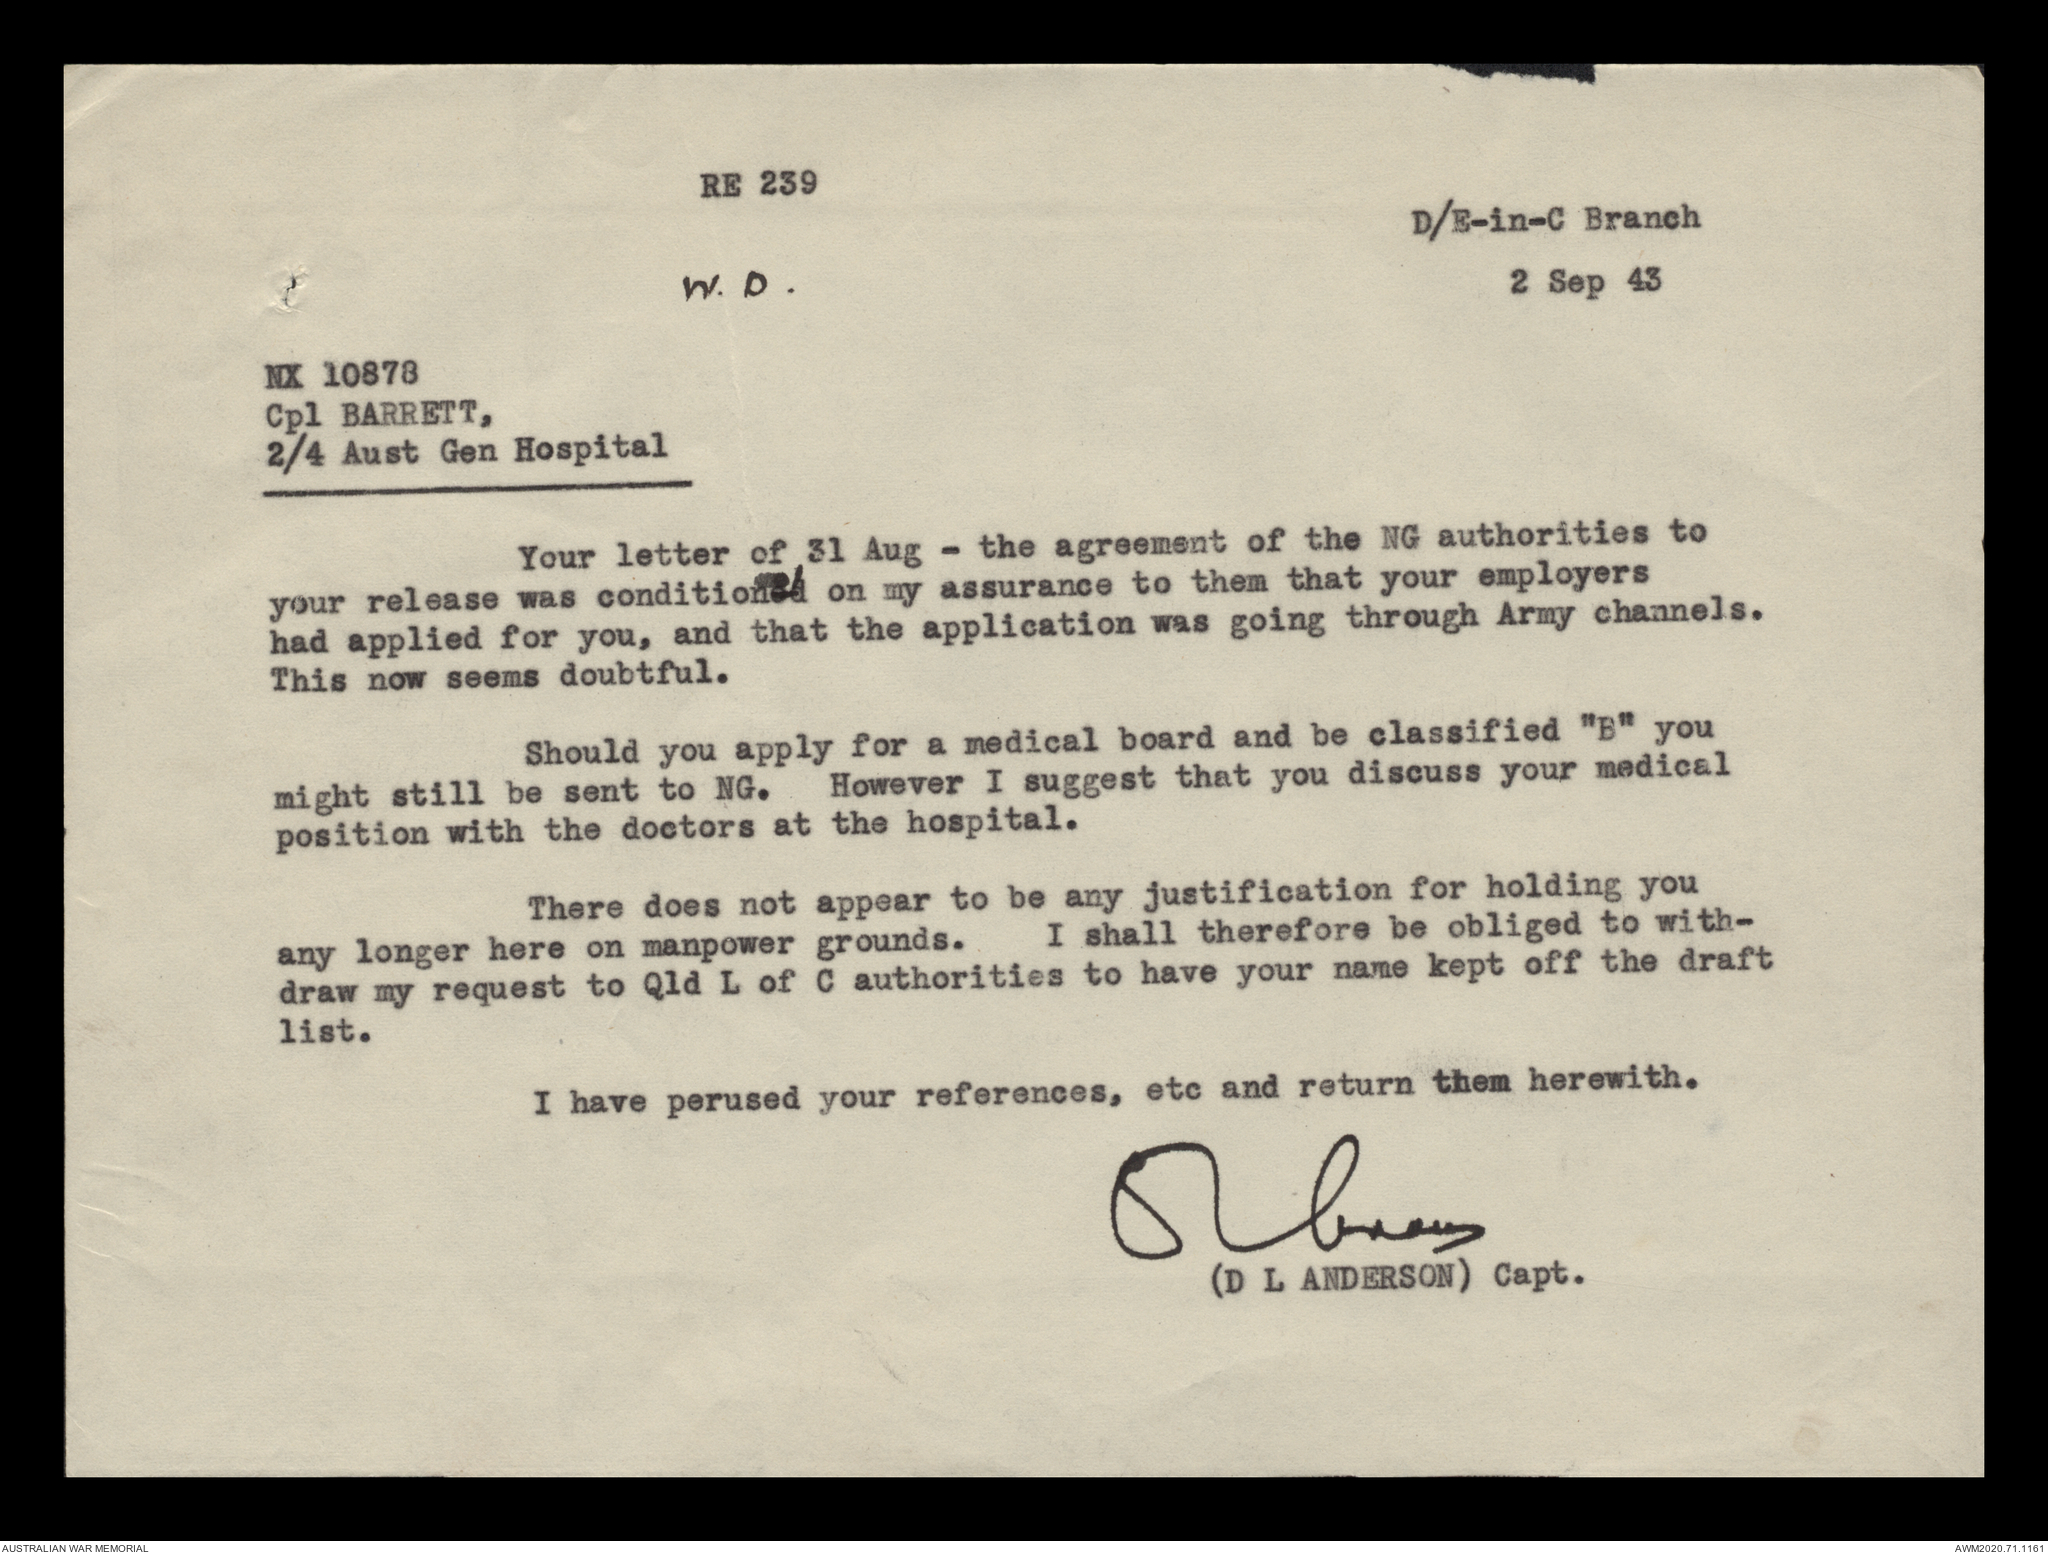 RE 239
D/E-in-C Branch
W. D.
2 Sep 43
NX 10878
Cpl BARRETT,
2/4 Aust Gen Hospital
Your letter of 31 Aug - the agreement of the NG authorities to
your release was conditioned on my assurance to them that your employers
had applied for you, and that the application was going through Army channels.
This now seems doubtful.
Should you apply for a medical board and be classified "B" you
might still be sent to NG. However I suggest that you discuss your medical
position with the doctors at the hospital.
There does not appear to be any justification for holding you
any longer here on manpower grounds. I shall therefore be obliged to with-
draw my request to Qld L of C authorities to have your name kept off the draft
list.
I have perused your references, etc and return them herewith.
(D L ANDERSON) Capt.
AUSTRALIAN WAR MEMORIAL
AWM2020.71.1161